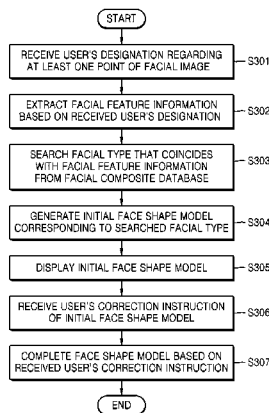 START
RECEIVE USER'S DESIGNATION REGARDING
AT LEAST ONE POINT OF FACIAL IMAGE
S301
EXTRACT FACIAL FEATURE INFORMATION
BASED ON RECEIVED USER'S DESIGNATION
S302
SEARCH FACIAL TYPE THAT COINCIDES
WITH FACIAL FEATURE INFORMATION
FROM FACIAL COMPOSITE DATABASE
S303
GENERATE INITIAL FACE SHAPE MODEL
CORRESPONDING TO SEARCHED FACIAL TYPE
S304
DISPLAY INITIAL FACE SHAPE MODEL
S305
RECEIVE USER'S CORRECTION INSTRUCTION
OF INITIAL FACE SHAPE MODEL
S306
COMPLETE FACE SHAPE MODEL BASED ON
RECEIVED USER'S CORRECTION INSTRUCTION
S307
END